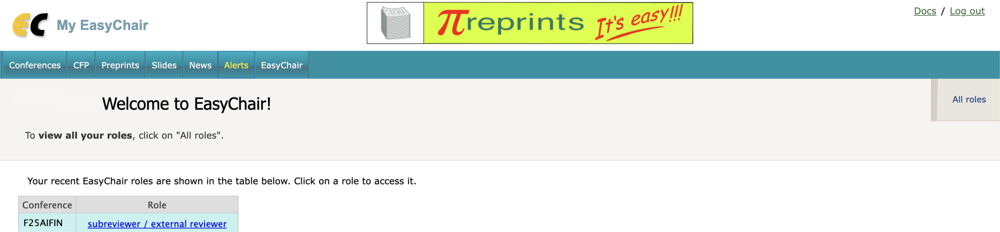 EC My EasyChair
πreprints It's easy!!!
Docs / Log out
Conferences CFP Preprints Slides News Alerts EasyChair
Welcome to EasyChair!
All roles
To view all your roles, click on "All roles".
Your recent EasyChair roles are shown in the table below. Click on a role to access it.
Conference Role
F25AIFIN subreviewer / external reviewer